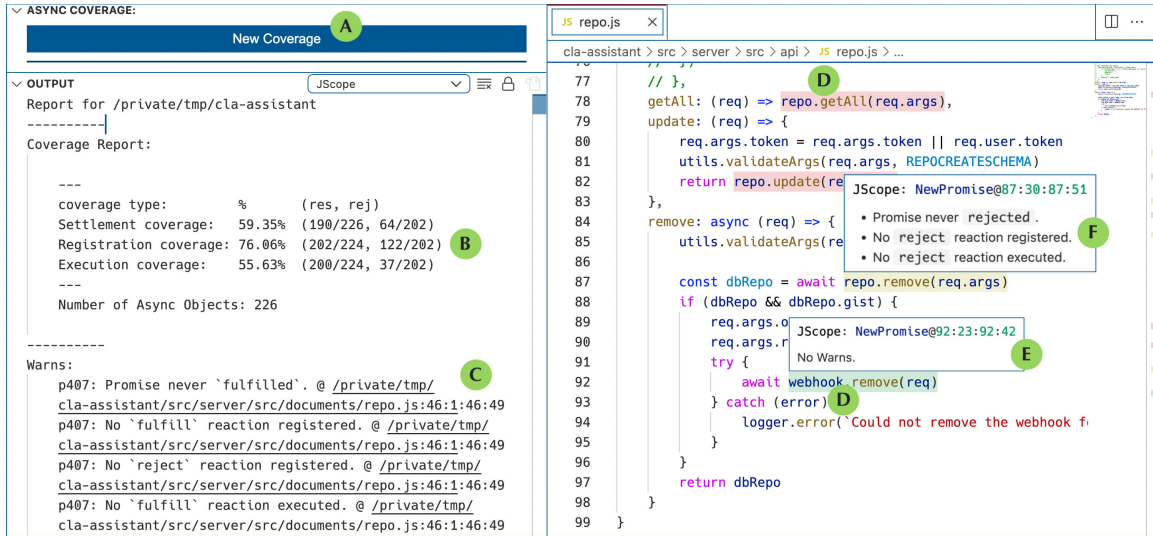 ASYNC COVERAGE:
A
New Coverage
OUTPUT
JScope
Report for /private/tmp/cla-assistant
----------
Coverage Report:
---
coverage type: % (res, rej)
Settlement coverage: 59.35% (190/226, 64/202)
Registration coverage: 76.06% (202/224, 122/202)
B
Execution coverage: 55.63% (200/224, 37/202)
---
Number of Async Objects: 226
----------
Warns:
C
p407: Promise never `fulfilled`. @ /private/tmp/
cla-assistant/src/server/src/documents/repo.js:46:1:46:49
p407: No `fulfill` reaction registered. @ /private/tmp/
cla-assistant/src/server/src/documents/repo.js:46:1:46:49
p407: No `reject` reaction registered. @ /private/tmp/
cla-assistant/src/server/src/documents/repo.js:46:1:46:49
p407: No `fulfill` reaction executed. @ /private/tmp/
cla-assistant/src/server/src/documents/repo.js:46:1:46:49
JS repo.js
cla-assistant > src > server > src > api > JS repo.js > ...
77 // },
D
78 getAll: (req) => repo.getAll(req.args),
79 update: (req) => {
80 req.args.token = req.args.token || req.user.token
81 utils.validateArgs(req.args, REPOCREATESCHEMA)
82 return repo.update(re
83 },
84 remove: async (req) => {
85 utils.validateArgs(re
86
JScope: NewPromise@87:30:87:51
• Promise never rejected .
• No reject reaction registered.
• No reject reaction executed.
F
87 const dbRepo = await repo.remove(req.args)
88 if (dbRepo && dbRepo.gist) {
89 req.args.o
90 req.args.r
91 try {
JScope: NewPromise@92:23:92:42
No Warns.
E
92 await webhook.remove(req)
93 } catch (error)
D
94 logger.error(`Could not remove the webhook f
95 }
96 }
97 return dbRepo
98 }
99 }